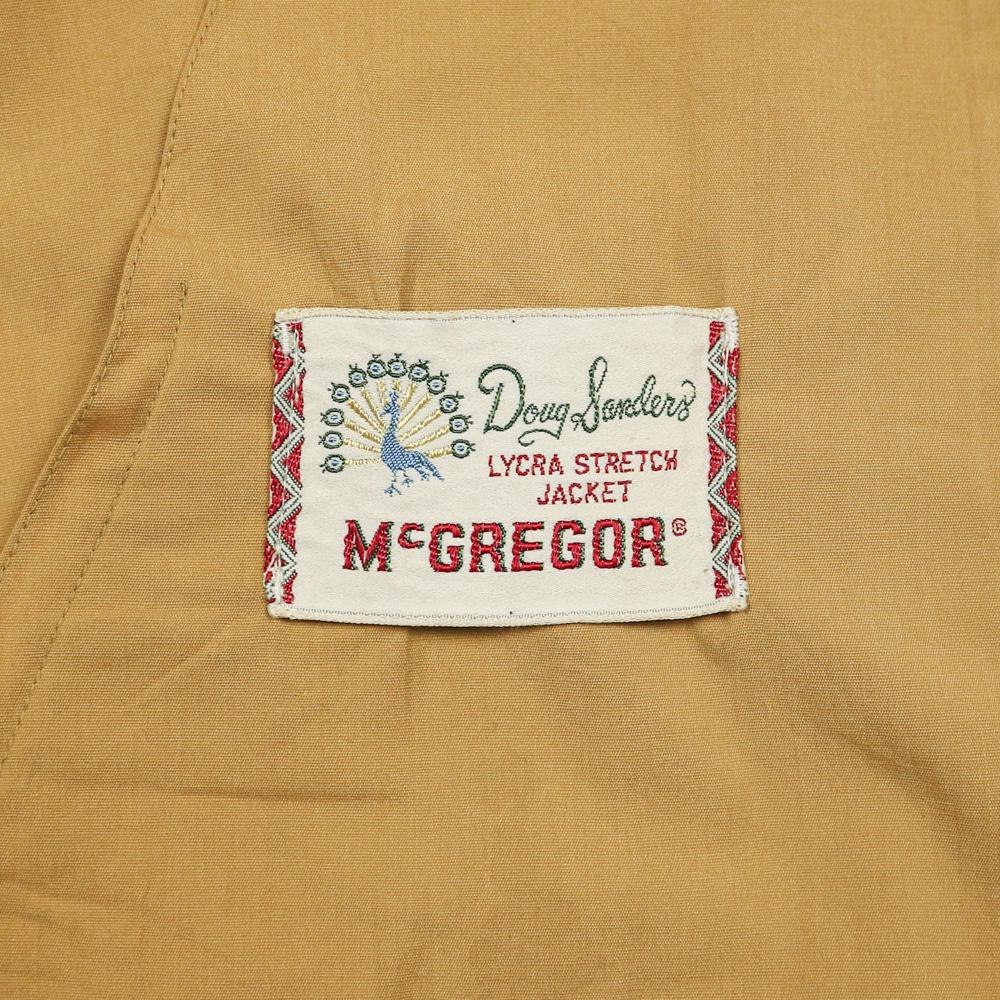 Doug Sanders
LYCRA STRETCH
JACKET
McGREGOR®